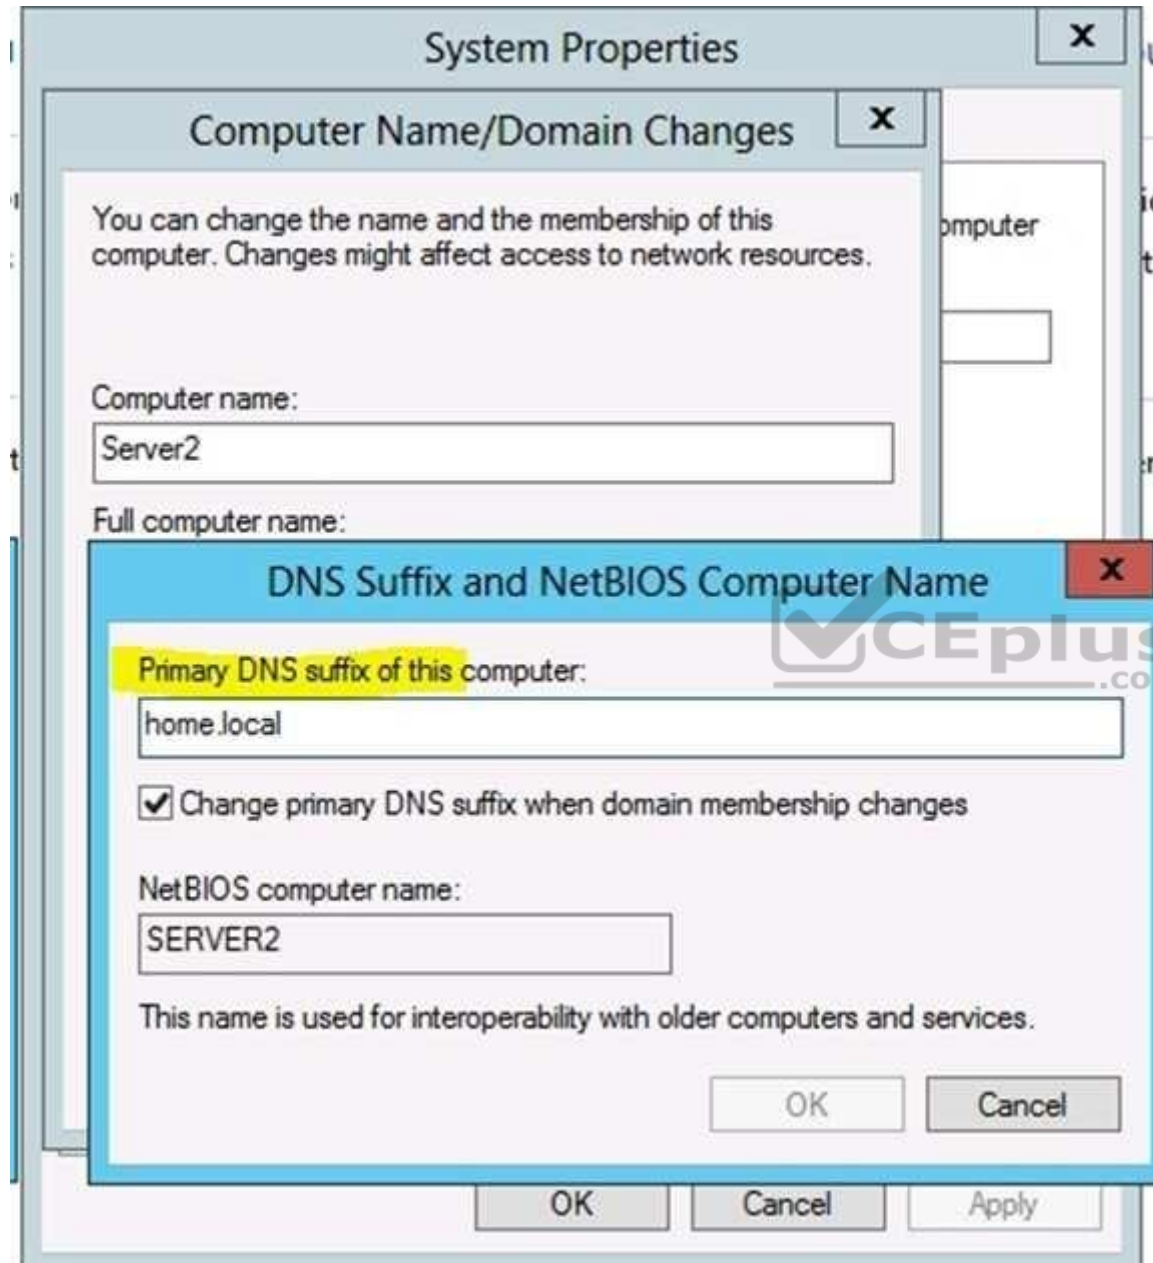 System Properties
X
Computer Name/Domain Changes
X
You can change the name and the membership of this
computer. Changes might affect access to network resources.
omputer
Computer name:
Server2
Full computer name:
DNS Suffix and NetBIOS Computer Name
X
CEplus
.co
Primary DNS suffix of this computer:
home.local
Change primary DNS suffix when domain membership changes
NetBIOS computer name:
SERVER2
This name is used for interoperability with older computers and services.
OK
Cancel
OK
Cancel
Apply